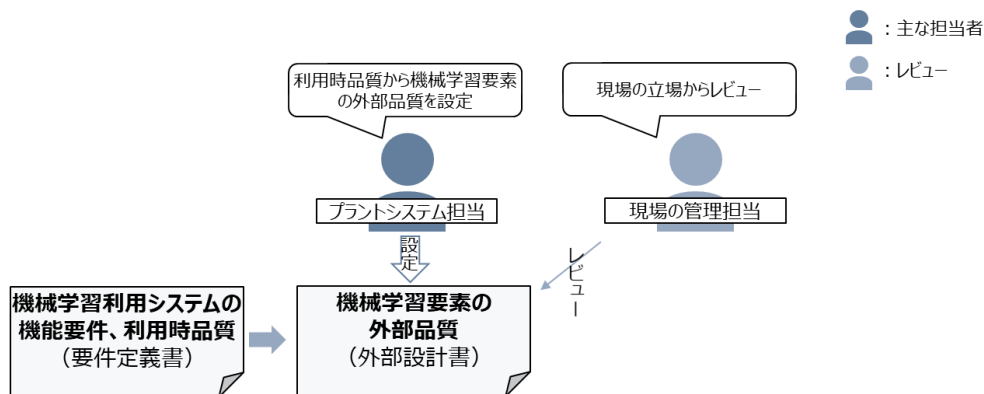 ：主な担当者
：レビュー
利用時品質から機械学習要素
の外部品質を設定
現場の立場からレビュー
プラントシステム担当
現場の管理担当
設定
レビュー
機械学習利用システムの
機能要件、利用時品質
（要件定義書）
機械学習要素の
外部品質
（外部設計書）